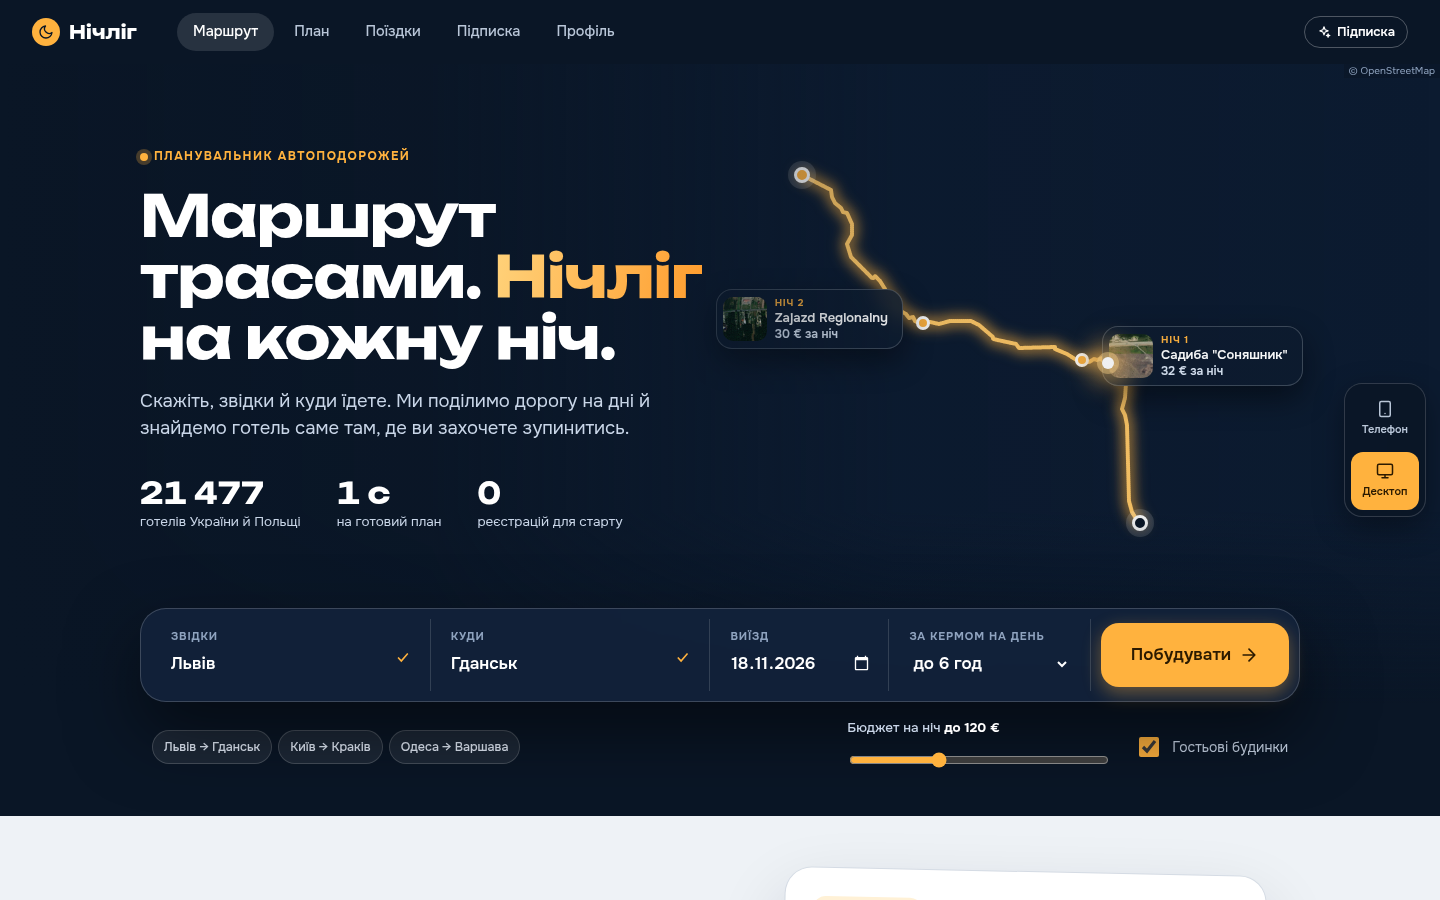 Нічліг
Маршрут
План
Поїздки
Підписка
Профіль
Підписка
© OpenStreetMap
ПЛАНУВАЛЬНИК АВТОПОДОРОЖЕЙ
Маршрут
трасами. Нічліг
на кожну ніч.
Скажіть, звідки й куди їдете. Ми поділимо дорогу на дні й
знайдемо готель саме там, де ви захочете зупинитись.
21 477
готелів України й Польщі
1 с
на готовий план
0
реєстрацій для старту
НІЧ 2
Zajazd Regionalny
30 € за ніч
НІЧ 1
Садиба "Соняшник"
32 € за ніч
Телефон
Десктоп
ЗВІДКИ
Львів
КУДИ
Гданськ
ВИЇЗД
18.11.2026
ЗА КЕРМОМ НА ДЕНЬ
до 6 год
Побудувати →
Львів → Гданськ
Київ → Краків
Одеса → Варшава
Бюджет на ніч до 120 €
Гостьові будинки